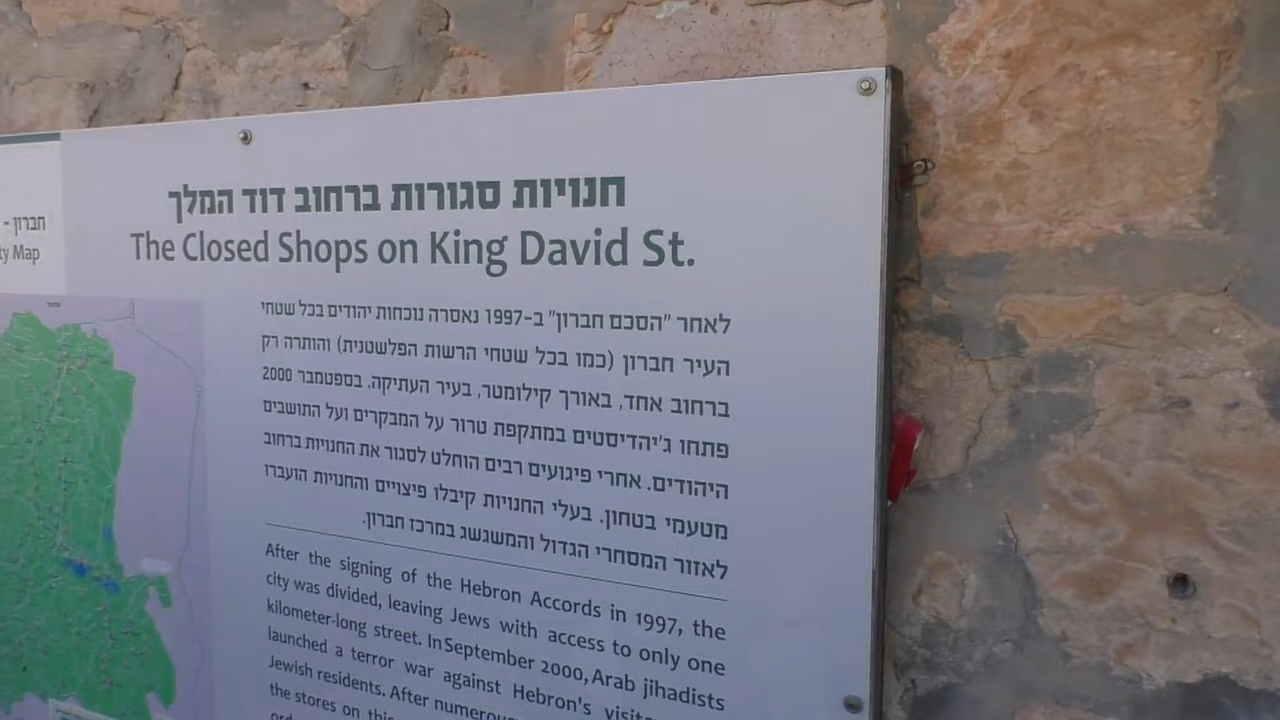 חברון -
ty Map
חנויות סגורות ברחוב דוד המלך
The Closed Shops on King David St.
לאחר "הסכם חברון" ב-1997 נאסרה נוכחות יהודים בכל שטחי
העיר חברון (כמו בכל שטחי הרשות הפלשטנית) והותרה רק
ברחוב אחד, באורך קילומטר, בעיר העתיקה. בספטמבר 2000
פתחו ג'יהדיסטים במתקפת טרור על המבקרים ועל התושבים
היהודים. אחרי פיגועים רבים הוחלט לסגור את החנויות ברחוב
מטעמי בטחון. בעלי החנויות קיבלו פיצויים והחנויות הועברו
לאזור המסחרי הגדול והמשגשג במרכז חברון.
After the signing of the Hebron Accords in 1997, the
city was divided, leaving Jews with access to only one
kilometer-long street. In September 2000, Arab jihadists
launched a terror war against Hebron's
Jewish residents. After
the stores on